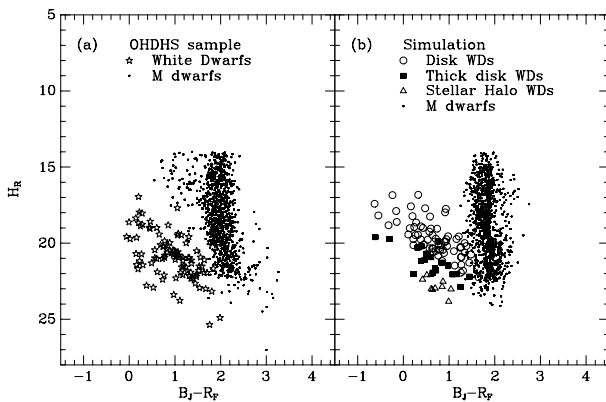 (a) OHDHS sample
White Dwarfs
M dwarfs
(b) Simulation
Disk WDs
Thick disk WDs
Stellar Halo WDs
M dwarfs
5
10
15
20
25
H_R
-1 0 1 2 3 4
B_J-R_F
-1 0 1 2 3 4
B_J-R_F